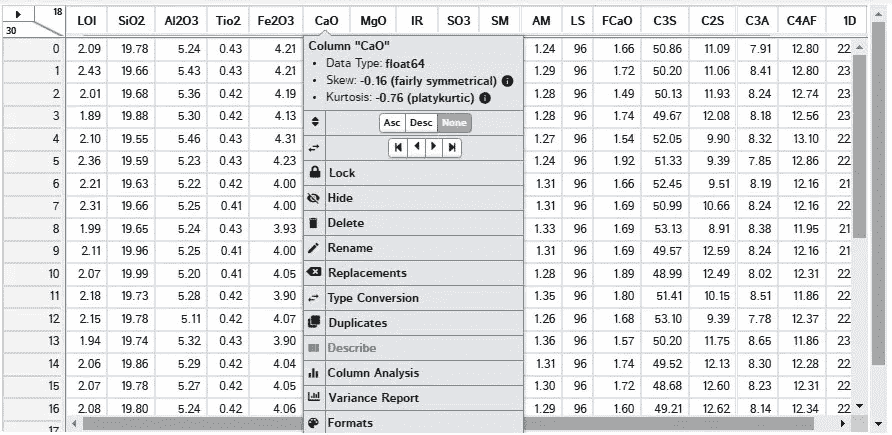 18
30
LOI SiO2 Al2O3 Tio2 Fe2O3 CaO MgO IR SO3 SM AM LS FCaO C3S C2S C3A C4AF 1D
0 2.09 19.78 5.24 0.43 4.21 Column "CaO" 1.24 96 1.66 50.86 11.09 7.91 12.80 22
• Data Type: float64
1 2.43 19.66 5.43 0.43 4.21 • Skew: -0.16 (fairly symmetrical) 1.29 96 1.72 50.20 11.06 8.41 12.80 23
2 2.01 19.68 5.36 0.42 4.19 • Kurtosis: -0.76 (platykurtic) 1.28 96 1.49 50.13 11.93 8.24 12.74 23
3 1.89 19.88 5.30 0.42 4.13 Asc Desc None 1.28 96 1.74 49.67 12.08 8.18 12.56 23
4 2.10 19.55 5.46 0.43 4.31 1.27 96 1.54 52.05 9.90 8.32 13.10 22
5 2.36 19.59 5.23 0.43 4.23 Lock 1.24 96 1.92 51.33 9.39 7.85 12.86 22
6 2.21 19.63 5.22 0.42 4.00 Hide 1.31 96 1.66 52.45 9.51 8.19 12.16 21
7 2.31 19.66 5.25 0.41 4.00 Delete 1.31 96 1.69 50.99 10.66 8.24 12.16 22
8 1.99 19.65 5.24 0.43 3.93 1.33 96 1.69 53.13 8.91 8.38 11.95 21
9 2.11 19.96 5.25 0.41 4.00 Rename 1.31 96 1.69 49.57 12.59 8.24 12.16 21
10 2.07 19.99 5.20 0.41 4.05 Replacements 1.28 96 1.89 48.99 12.49 8.02 12.31 22
11 2.18 19.73 5.28 0.42 3.90 Type Conversion 1.35 96 1.80 51.41 10.15 8.51 11.86 22
12 2.15 19.78 5.11 0.42 4.07 Duplicates 1.26 96 1.68 53.10 9.39 7.78 12.37 22
13 1.94 19.74 5.32 0.43 3.90 Describe 1.36 96 1.57 50.20 11.75 8.65 11.86 23
14 2.06 19.86 5.29 0.42 4.04 Column Analysis 1.31 96 1.74 49.52 12.13 8.30 12.28 22
15 2.07 19.78 5.27 0.42 4.05 Variance Report 1.30 96 1.72 48.68 12.60 8.23 12.31 22
16 2.08 19.80 5.24 0.42 4.06 1.29 96 1.60 49.21 12.62 8.14 12.34 22
17 Formats